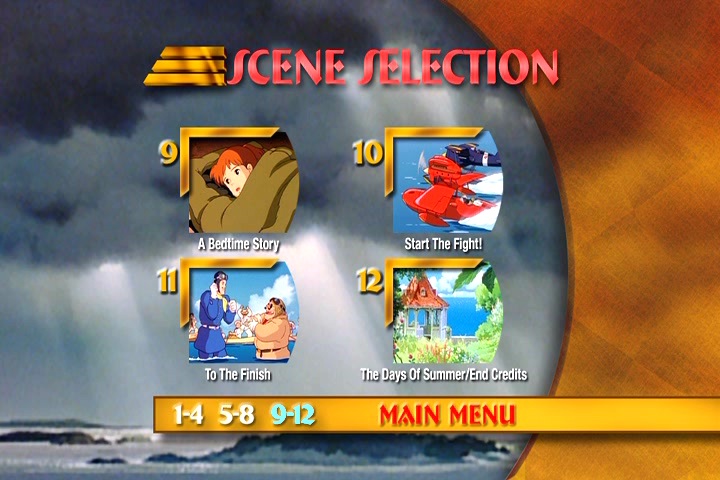 SCENE SELECTION
9
10
A Bedtime Story
Start The Fight!
11
12
To The Finish
The Days Of Summer/End Credits
1-4 5-8 9-12 MAIN MENU